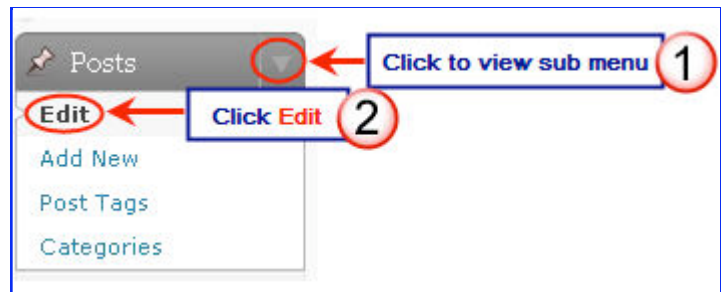 Posts
Click to view sub menu 1
Edit
Click Edit 2
Add New
Post Tags
Categories